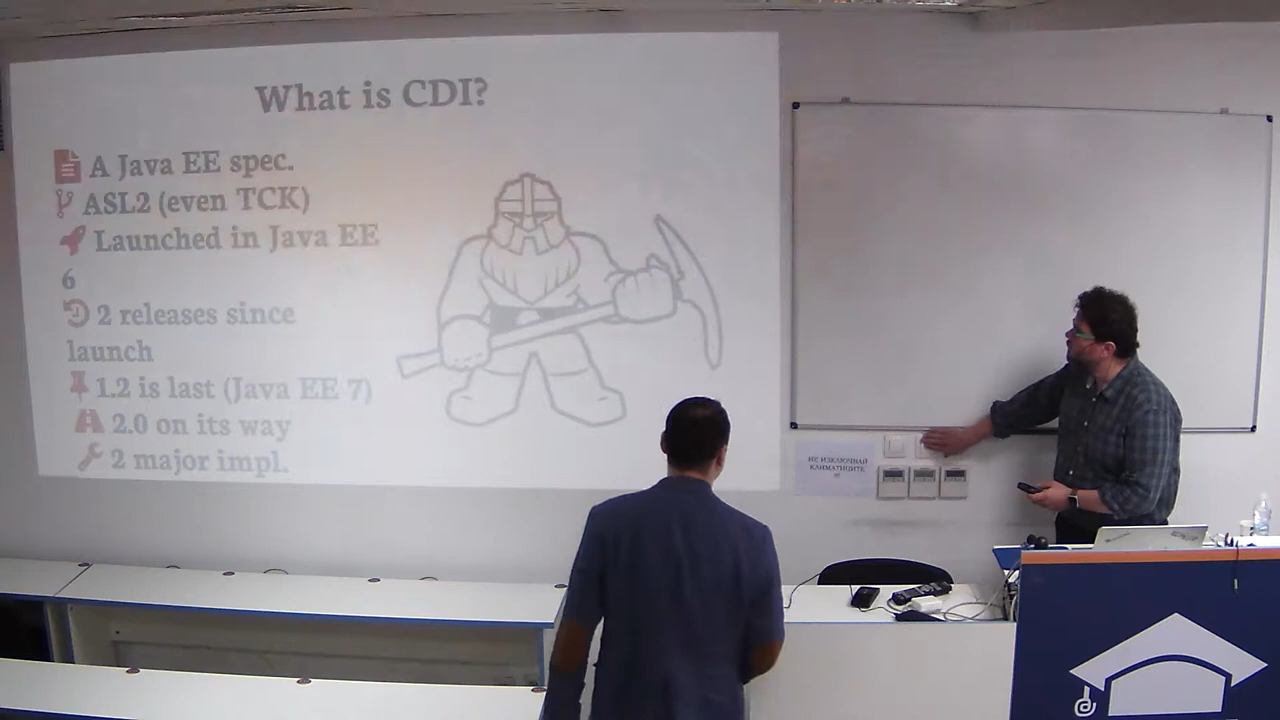 What is CDI?
A Java EE spec.
ASL2 (even TCK)
Launched in Java EE
6
2 releases since
launch
1.2 is last (Java EE 7)
2.0 on its way
2 major impl.
НЕ ИЗКЛЮЧВАЙ
КЛИМАТИЦИТЕ
!!!